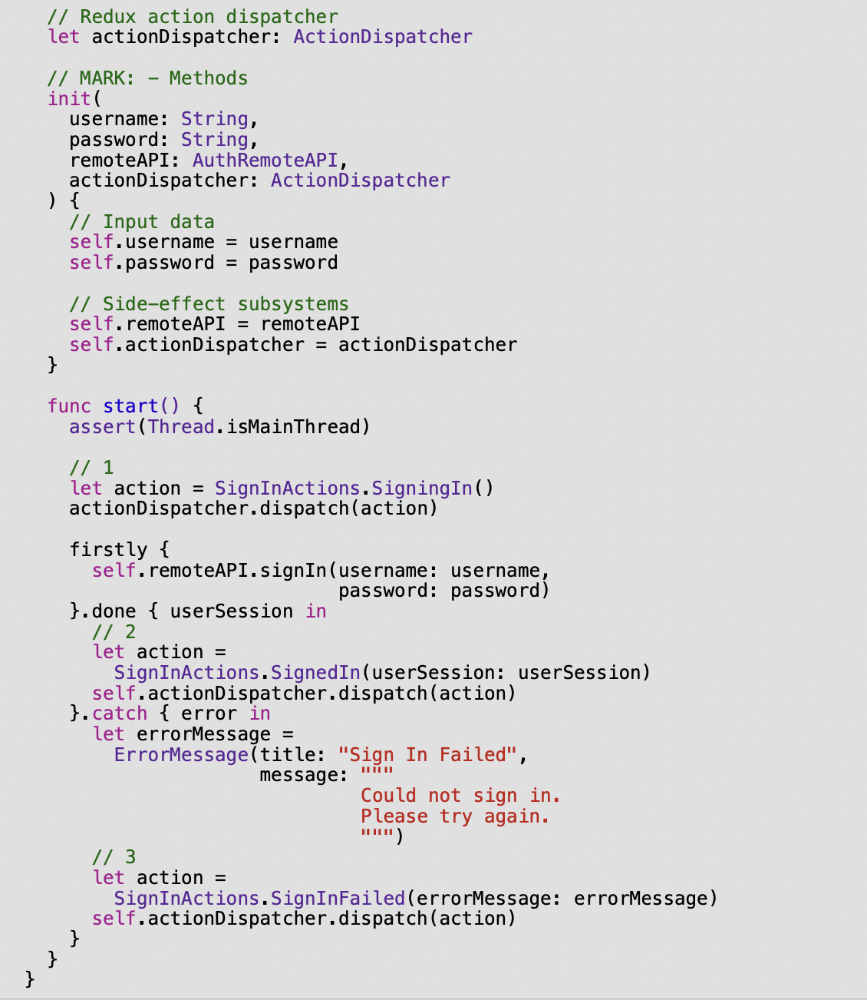 // Redux action dispatcher
let actionDispatcher: ActionDispatcher

// MARK: - Methods
init(
  username: String,
  password: String,
  remoteAPI: AuthRemoteAPI,
  actionDispatcher: ActionDispatcher
) {
  // Input data
  self.username = username
  self.password = password

  // Side-effect subsystems
  self.remoteAPI = remoteAPI
  self.actionDispatcher = actionDispatcher
}

func start() {
  assert(Thread.isMainThread)

  // 1
  let action = SignInActions.SigningIn()
  actionDispatcher.dispatch(action)

  firstly {
    self.remoteAPI.signIn(username: username,
                          password: password)
  }.done { userSession in
    // 2
    let action =
      SignInActions.SignedIn(userSession: userSession)
    self.actionDispatcher.dispatch(action)
  }.catch { error in
    let errorMessage =
      ErrorMessage(title: "Sign In Failed",
                   message: """
                            Could not sign in.
                            Please try again.
                            """)
    // 3
    let action =
      SignInActions.SignInFailed(errorMessage: errorMessage)
    self.actionDispatcher.dispatch(action)
  }
}
}